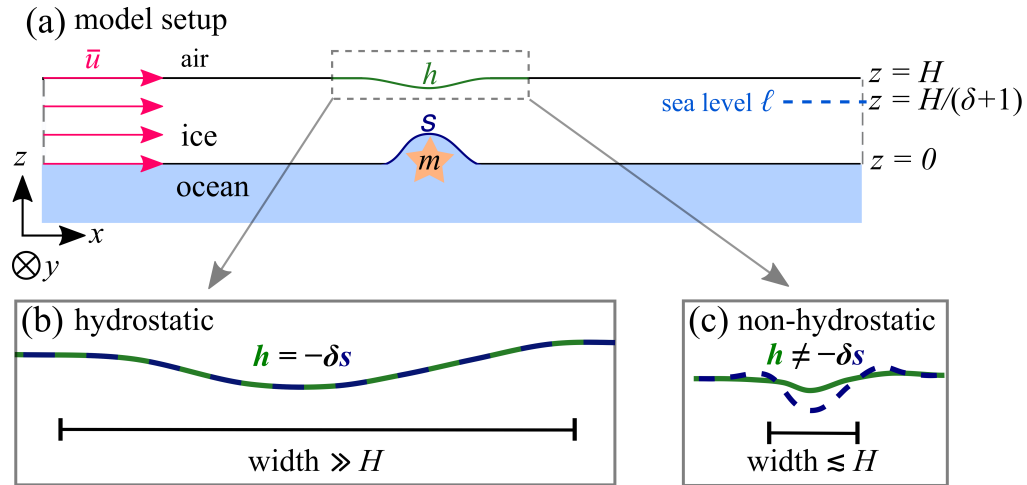 (a) model setup
ū
air
h
z = H
sea level ℓ
z = H/(δ+1)
s
ice
m
z = 0
z
ocean
x
y
(b) hydrostatic
h = −δs
width ≫ H
(c) non-hydrostatic
h ≠ −δs
width ≲ H